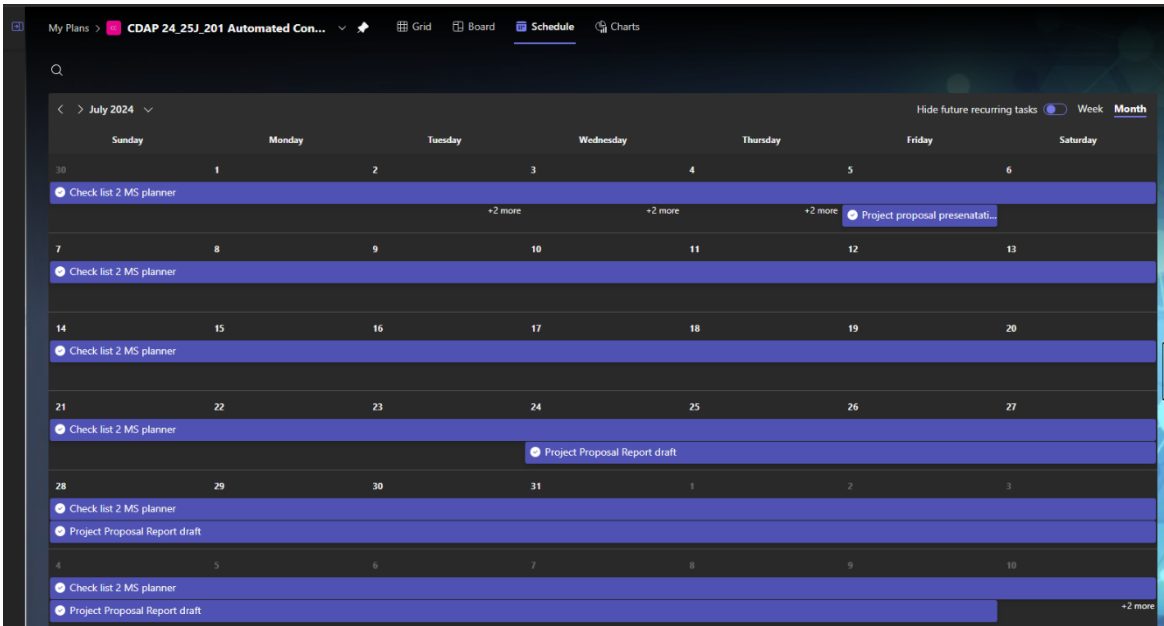 My Plans > CDAP 24_25J_201 Automated Con... Grid Board Schedule Charts
July 2024 Hide future recurring tasks Week Month
Sunday Monday Tuesday Wednesday Thursday Friday Saturday
30 1 2 3 4 5 6
Check list 2 MS planner
+2 more +2 more +2 more Project proposal presenatati...
7 8 9 10 11 12 13
Check list 2 MS planner
14 15 16 17 18 19 20
Check list 2 MS planner
21 22 23 24 25 26 27
Check list 2 MS planner
Project Proposal Report draft
28 29 30 31 1 2 3
Check list 2 MS planner
Project Proposal Report draft
4 5 6 7 8 9 10
Check list 2 MS planner
Project Proposal Report draft +2 more